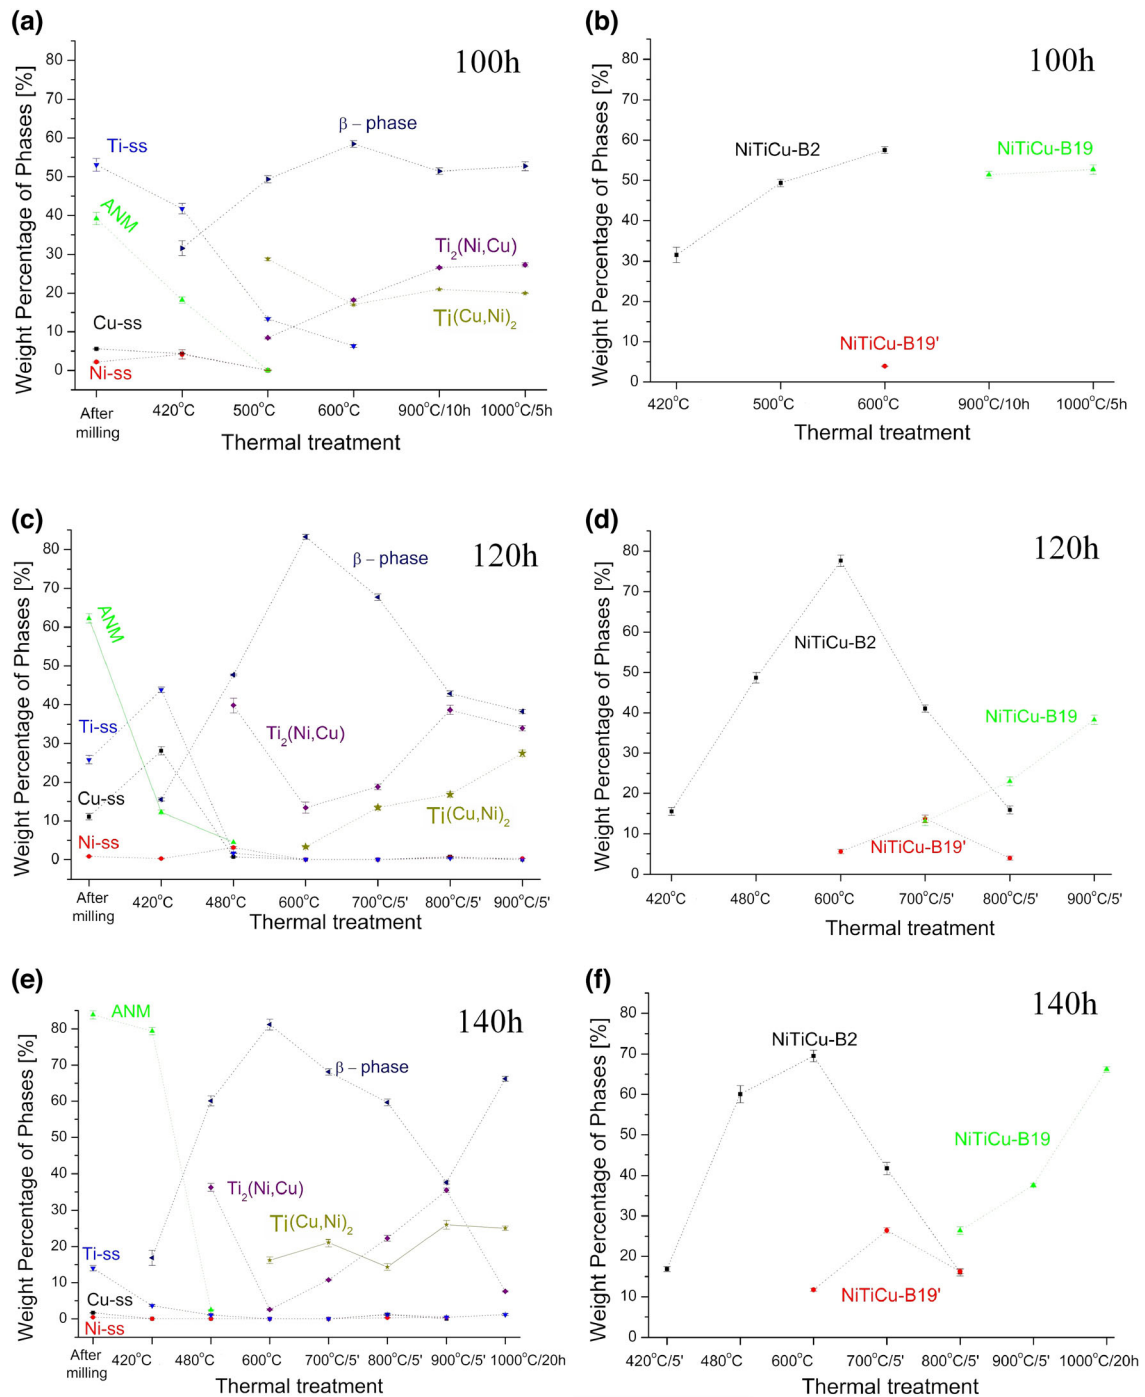 (a)
100h
Weight Percentage of Phases [%]
80
70
60
50
40
30
20
10
0
Ti-ss
ANM
Cu-ss
Ni-ss
β – phase
Ti₂(Ni,Cu)
Ti(Cu,Ni)₂
After
milling
420°C
500°C
600°C
900°C/10h
1000°C/5h
Thermal treatment
(b)
100h
Weight Percentage of Phases [%]
80
70
60
50
40
30
20
10
0
NiTiCu-B2
NiTiCu-B19
NiTiCu-B19'
420°C
500°C
600°C
900°C/10h
1000°C/5h
Thermal treatment
(c)
120h
Weight Percentage of Phases [%]
80
70
60
50
40
30
20
10
0
β – phase
ANM
Ti-ss
Cu-ss
Ni-ss
Ti₂(Ni,Cu)
Ti(Cu,Ni)₂
After
milling
420°C
480°C
600°C
700°C/5'
800°C/5'
900°C/5'
Thermal treatment
(d)
120h
Weight Percentage of Phases [%]
80
70
60
50
40
30
20
10
0
NiTiCu-B2
NiTiCu-B19
NiTiCu-B19'
420°C
480°C
600°C
700°C/5'
800°C/5'
900°C/5'
Thermal treatment
(e)
140h
Weight Percentage of Phases [%]
80
70
60
50
40
30
20
10
0
ANM
β – phase
Ti₂(Ni,Cu)
Ti(Cu,Ni)₂
Ti-ss
Cu-ss
Ni-ss
After
milling
420°C
480°C
600°C
700°C/5'
800°C/5'
900°C/5'
1000°C/20h
Thermal treatment
(f)
140h
Weight Percentage of Phases [%]
80
70
60
50
40
30
20
10
0
NiTiCu-B2
NiTiCu-B19
NiTiCu-B19'
420°C/5'
480°C
600°C
700°C/5'
800°C/5'
900°C/5'
1000°C/20h
Thermal treatment